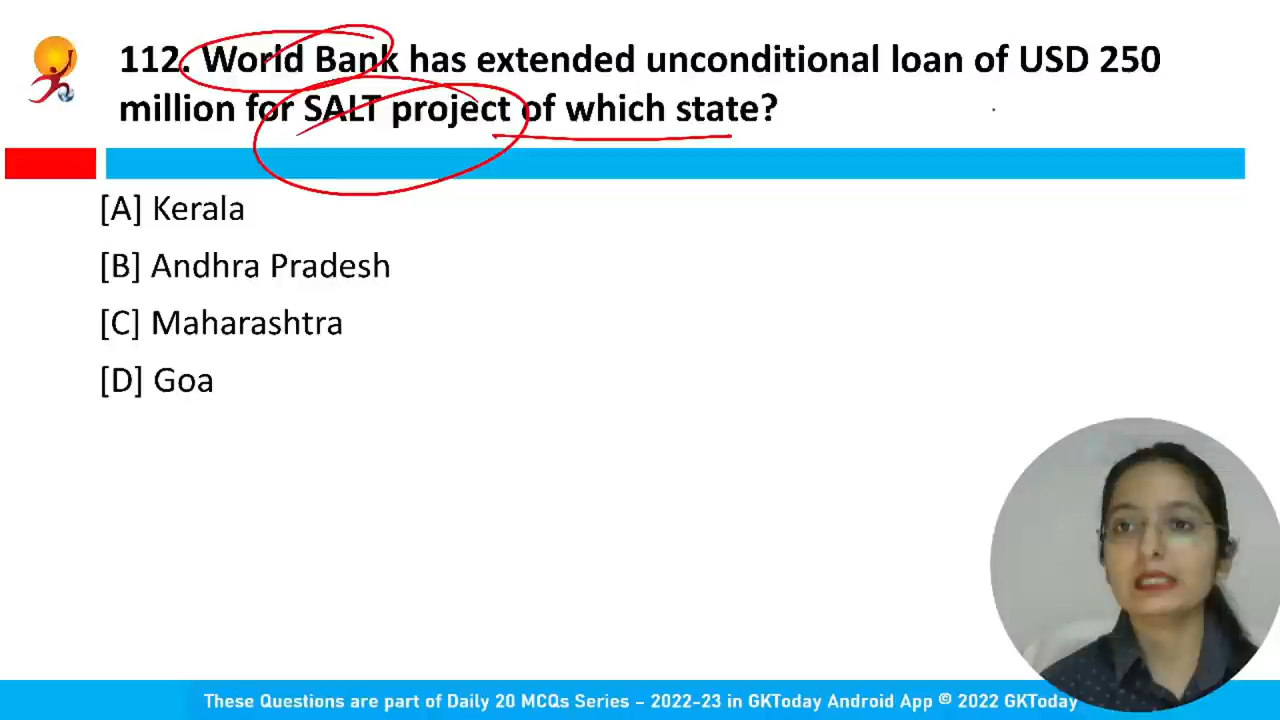 112. World Bank has extended unconditional loan of USD 250
million for SALT project of which state?
[A] Kerala
[B] Andhra Pradesh
[C] Maharashtra
[D] Goa
These Questions are part of Daily 20 MCQs Series – 2022-23 in GKToday Android App © 2022 GKToday